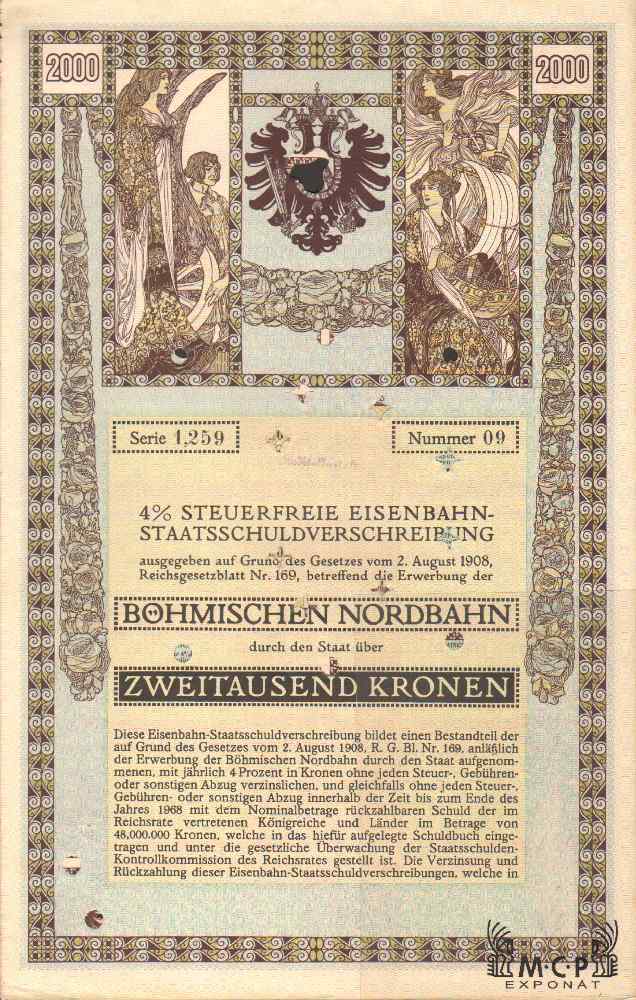 2000
2000
Serie 1,259
Nummer 09
4% STEUERFREIE EISENBAHN-
STAATSSCHULDVERSCHREIBUNG
ausgegeben auf Grund des Gesetzes vom 2. August 1908,
Reichsgesetzblatt Nr. 169, betreffend die Erwerbung der
BÖHMISCHEN NORDBAHN
durch den Staat über
ZWEITAUSEND KRONEN
Diese Eisenbahn-Staatsschuldverschreibung bildet einen Bestandteil der
auf Grund des Gesetzes vom 2. August 1908, R. G. Bl. Nr. 169, anläßlich
der Erwerbung der Böhmischen Nordbahn durch den Staat aufgenom-
menen, mit jährlich 4 Prozent in Kronen ohne jeden Steuer-, Gebühren-
oder sonstigen Abzug verzinslichen, und gleichfalls ohne jeden Steuer-,
Gebühren- oder sonstigen Abzug innerhalb der Zeit bis zum Ende des
Jahres 1968 mit dem Nominalbetrage rückzahlbaren Schuld der im
Reichsrate vertretenen Königreiche und Länder im Betrage von
48,000.000 Kronen, welche in das hiefür aufgelegte Schuldbuch einge-
tragen und unter die gesetzliche Überwachung der Staatsschulden-
Kontrollkommission des Reichsrates gestellt ist. Die Verzinsung und
Rückzahlung dieser Eisenbahn-Staatsschuldverschreibungen, welche in
M·C·P
EXPONÁT